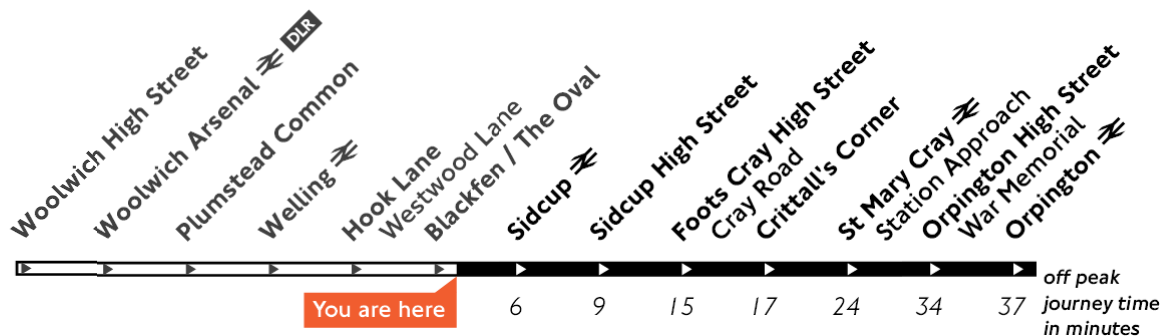 Woolwich High Street
Woolwich Arsenal DLR
Plumstead Common
Welling
Hook Lane
Westwood Lane
Blackfen / The Oval
Sidcup
Sidcup High Street
Foots Cray High Street
Cray Road
Crittall's Corner
St Mary Cray
Station Approach
Orpington High Street
War Memorial
Orpington
You are here
6 9 15 17 24 34 37
off peak
journey time
in minutes